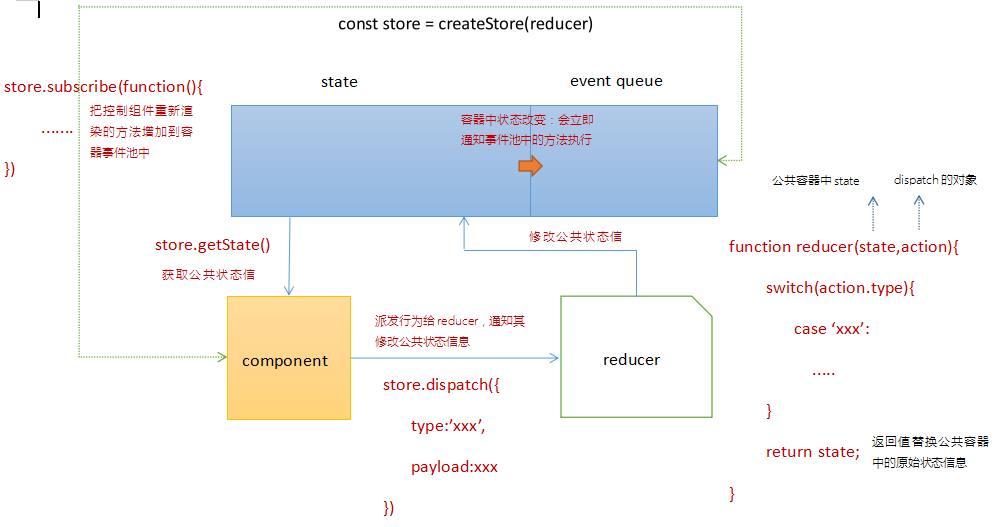 const store = createStore(reducer)
state
event queue
store.subscribe(function(){
.......
把控制组件重新渲
染的方法增加到容
器事件池中
})
容器中状态改变：会立即
通知事件池中的方法执行
公共容器中 state
dispatch 的对象
store.getState()
获取公共状态信
修改公共状态信
function reducer(state,action){
switch(action.type){
case ‘xxx’:
.....
}
return state;
返回值替换公共容器
中的原始状态信息
}
component
派发行为给 reducer，通知其
修改公共状态信息
reducer
store.dispatch({
type:’xxx’,
payload:xxx
})